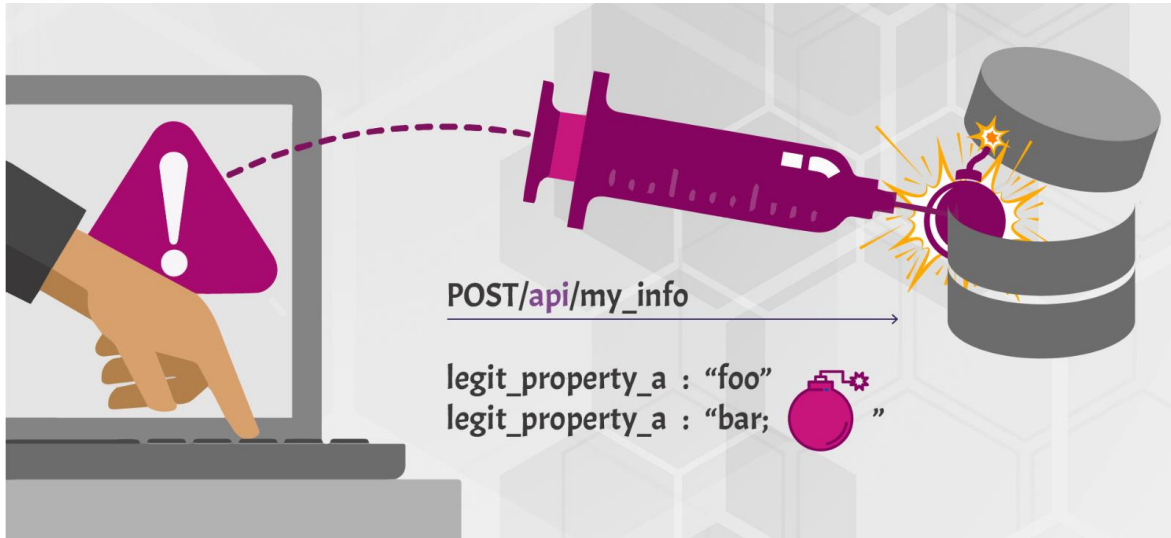 POST/api/my_info
legit_property_a : “foo”
legit_property_a : “bar; ”